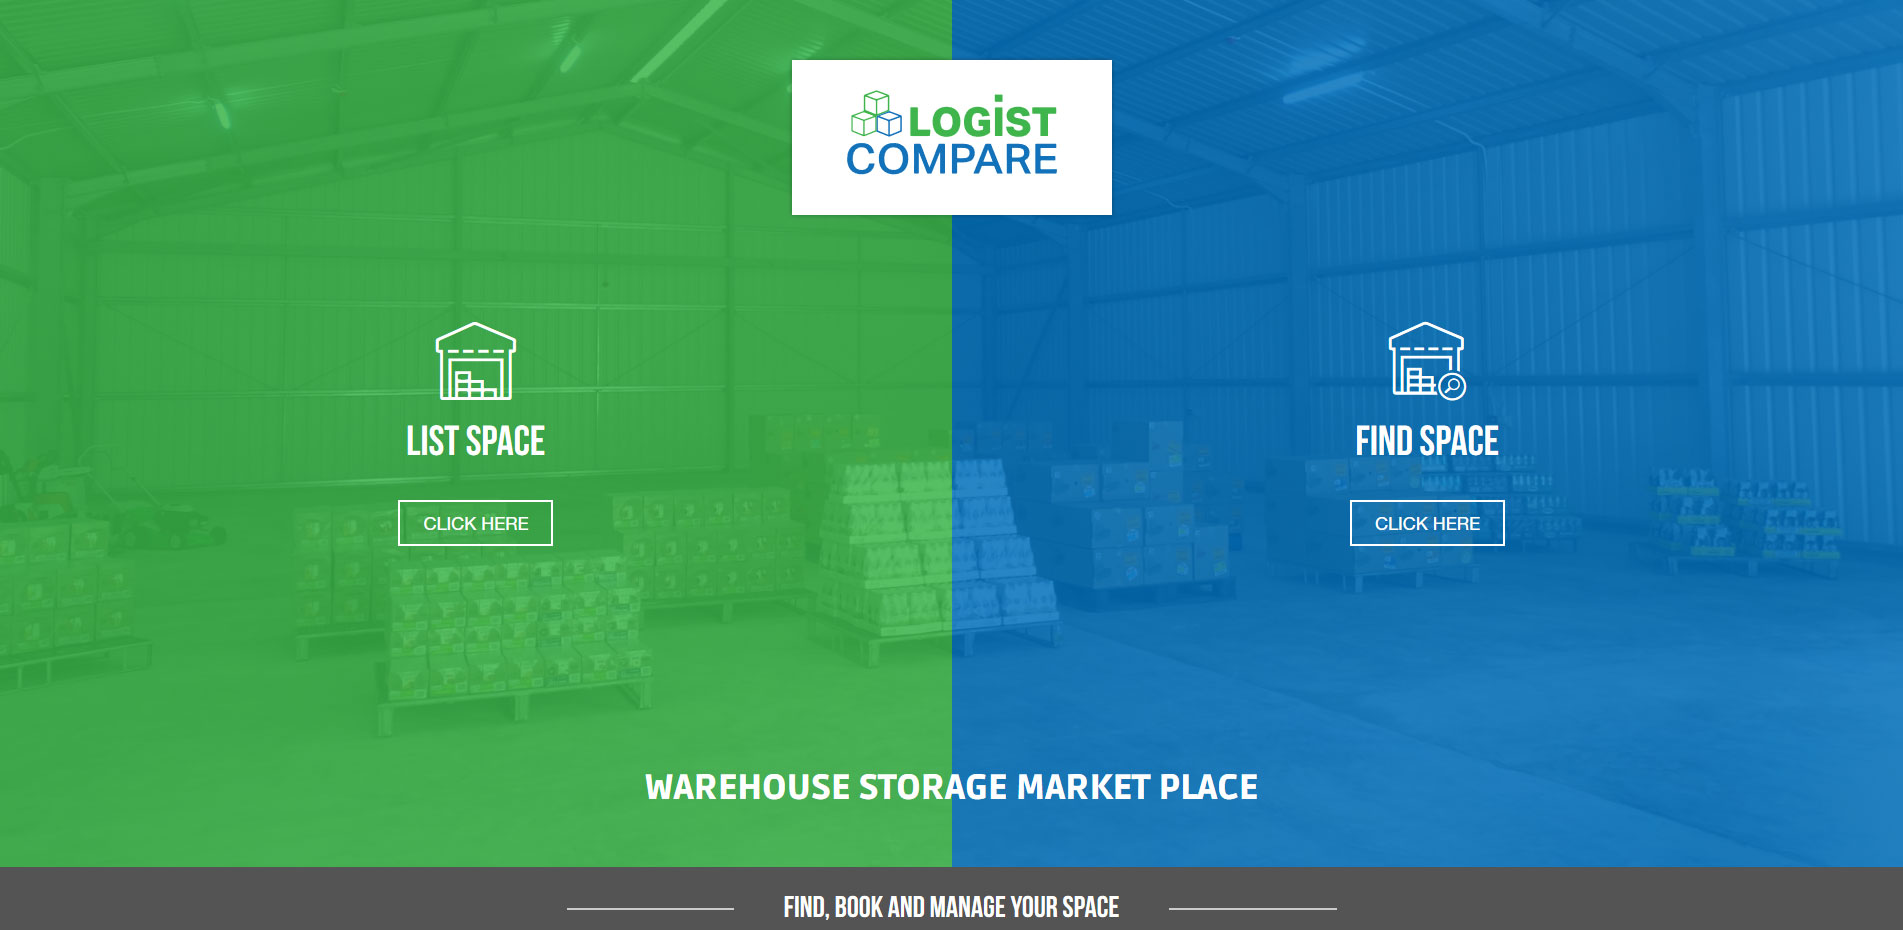 LOGiST
COMPARE
LIST SPACE
CLICK HERE
FIND SPACE
CLICK HERE
WAREHOUSE STORAGE MARKET PLACE
FIND, BOOK AND MANAGE YOUR SPACE